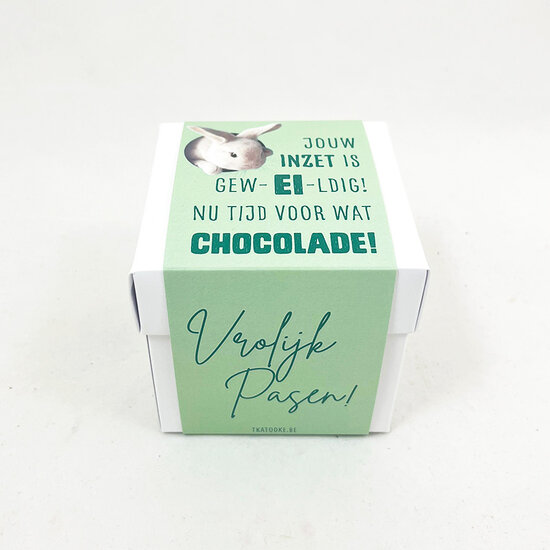 JOUW
INZET IS
GEW-EI-LDIG!
NU TIJD VOOR WAT
CHOCOLADE!
Vrolijk
Pasen!
TKATOOKE.BE